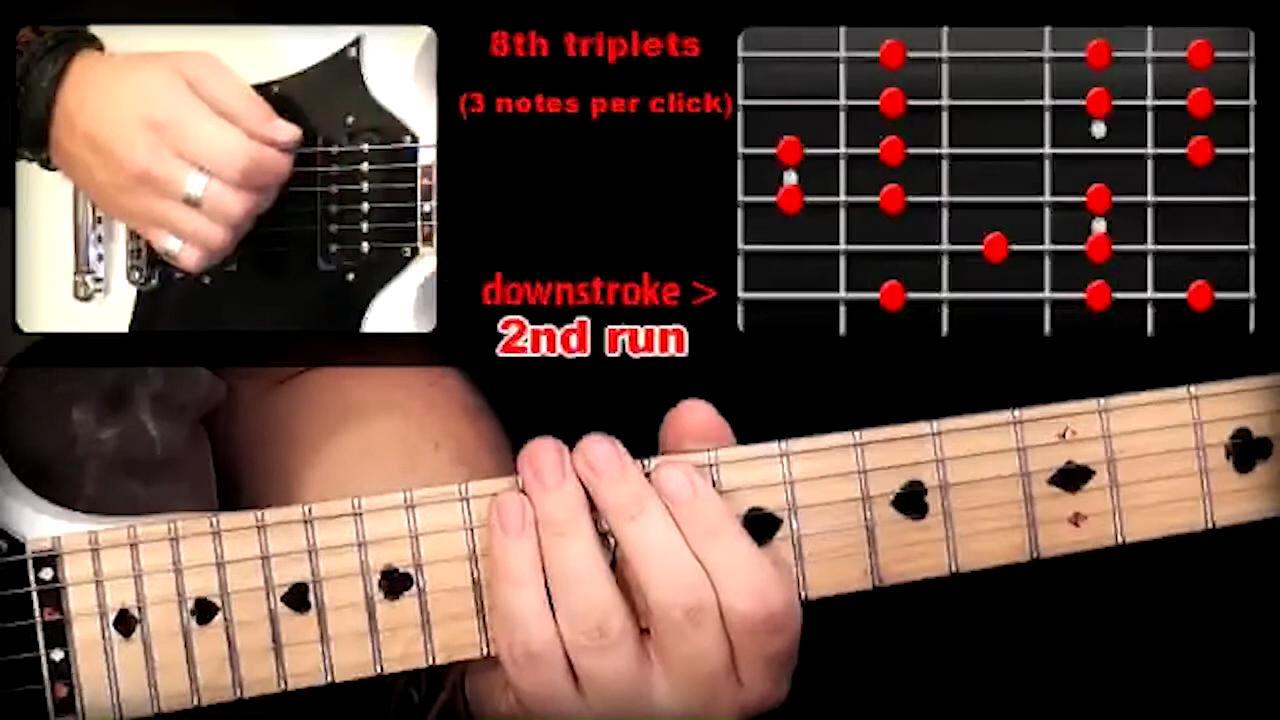 8th triplets
(3 notes per click)
downstroke >
2nd run